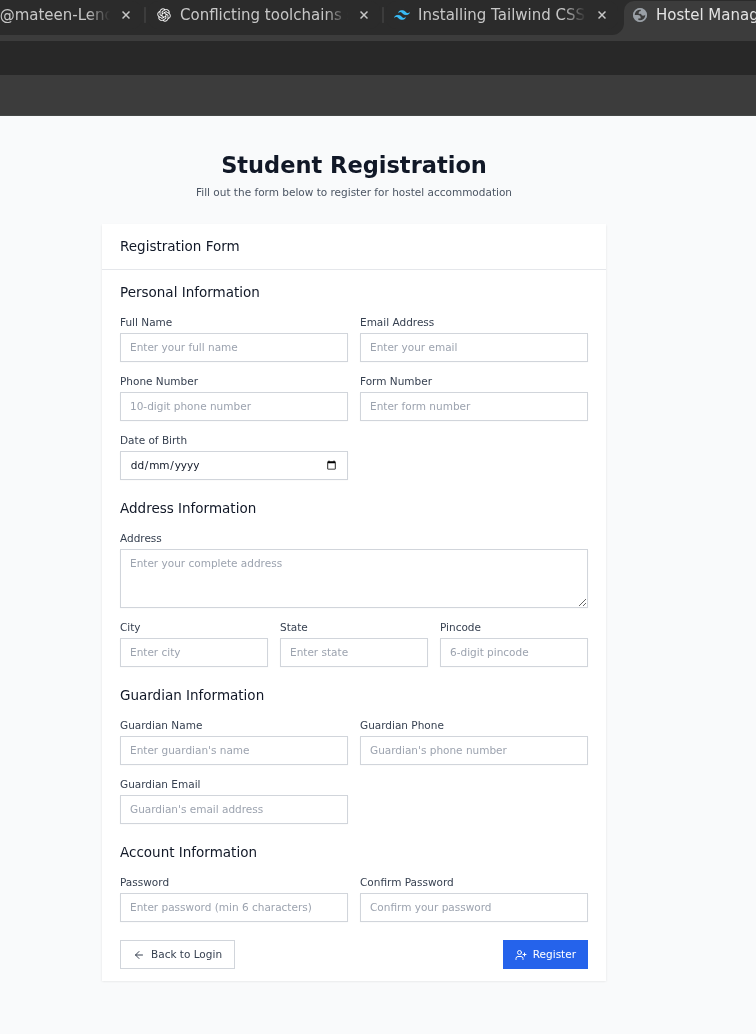 @mateen-Len
Conflicting toolchains
Installing Tailwind CSS
Hostel Manag
Student Registration
Fill out the form below to register for hostel accommodation
Registration Form
Personal Information
Full Name
Email Address
Enter your full name
Enter your email
Phone Number
Form Number
10-digit phone number
Enter form number
Date of Birth
dd/mm/yyyy
Address Information
Address
Enter your complete address
City
State
Pincode
Enter city
Enter state
6-digit pincode
Guardian Information
Guardian Name
Guardian Phone
Enter guardian's name
Guardian's phone number
Guardian Email
Guardian's email address
Account Information
Password
Confirm Password
Enter password (min 6 characters)
Confirm your password
Back to Login
Register